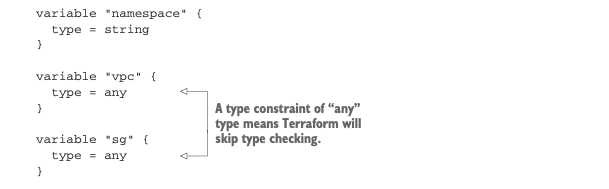 variable "namespace" {
  type = string
}
variable "vpc" {
  type = any
}
variable "sg" {
  type = any
}
A type constraint of “any”
type means Terraform will
skip type checking.